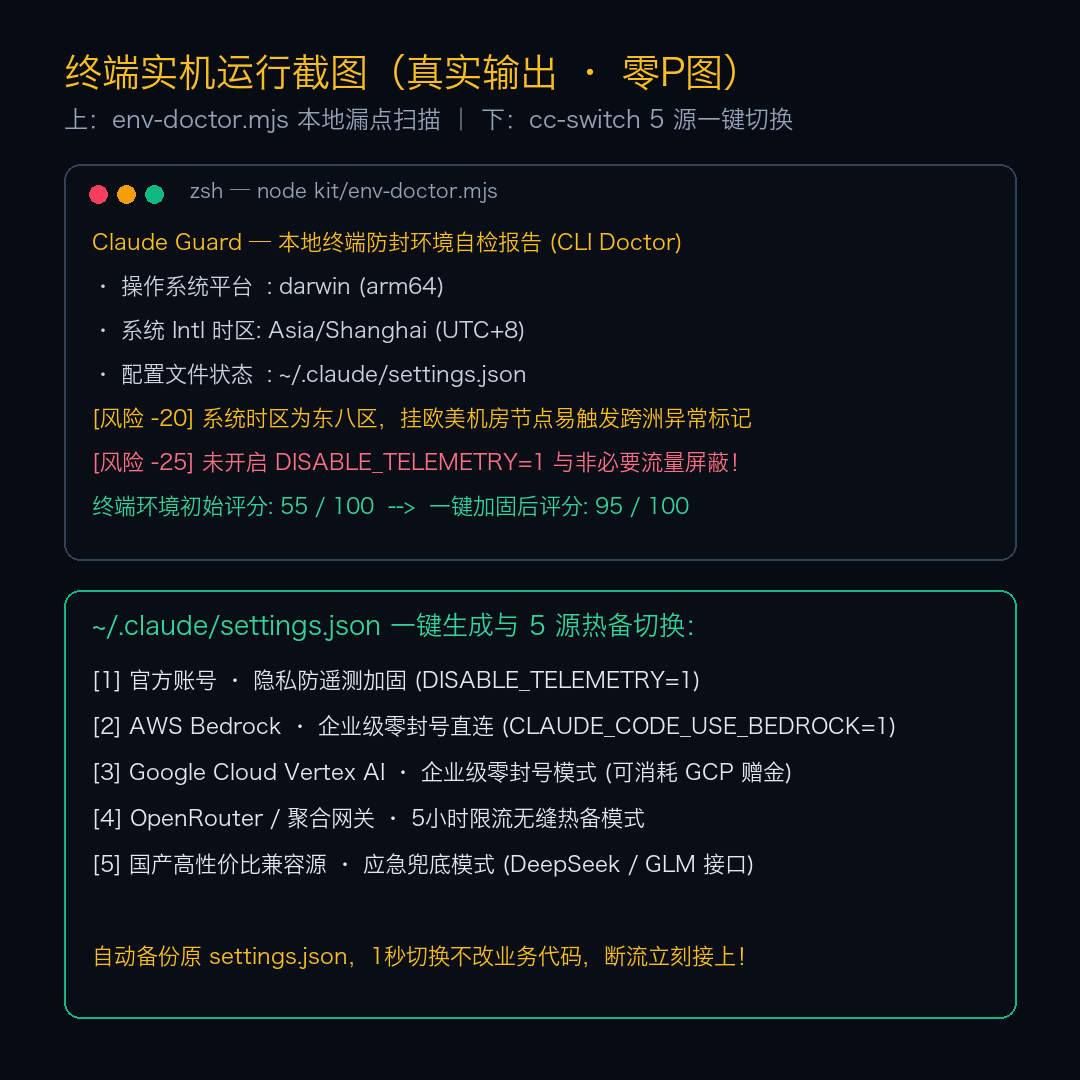 终端实机运行截图（真实输出 · 零P图）
上：env-doctor.mjs 本地漏点扫描 | 下：cc-switch 5 源一键切换
zsh — node kit/env-doctor.mjs
Claude Guard — 本地终端防封环境自检报告 (CLI Doctor)
· 操作系统平台 : darwin (arm64)
· 系统 Intl 时区: Asia/Shanghai (UTC+8)
· 配置文件状态 : ~/.claude/settings.json
[风险 -20] 系统时区为东八区，挂欧美机房节点易触发跨洲异常标记
[风险 -25] 未开启 DISABLE_TELEMETRY=1 与非必要流量屏蔽！
终端环境初始评分: 55 / 100 --> 一键加固后评分: 95 / 100
~/.claude/settings.json 一键生成与 5 源热备切换：
[1] 官方账号 · 隐私防遥测加固 (DISABLE_TELEMETRY=1)
[2] AWS Bedrock · 企业级零封号直连 (CLAUDE_CODE_USE_BEDROCK=1)
[3] Google Cloud Vertex AI · 企业级零封号模式 (可消耗 GCP 赠金)
[4] OpenRouter / 聚合网关 · 5小时限流无缝热备模式
[5] 国产高性价比兼容源 · 应急兜底模式 (DeepSeek / GLM 接口)
自动备份原 settings.json，1秒切换不改业务代码，断流立刻接上！